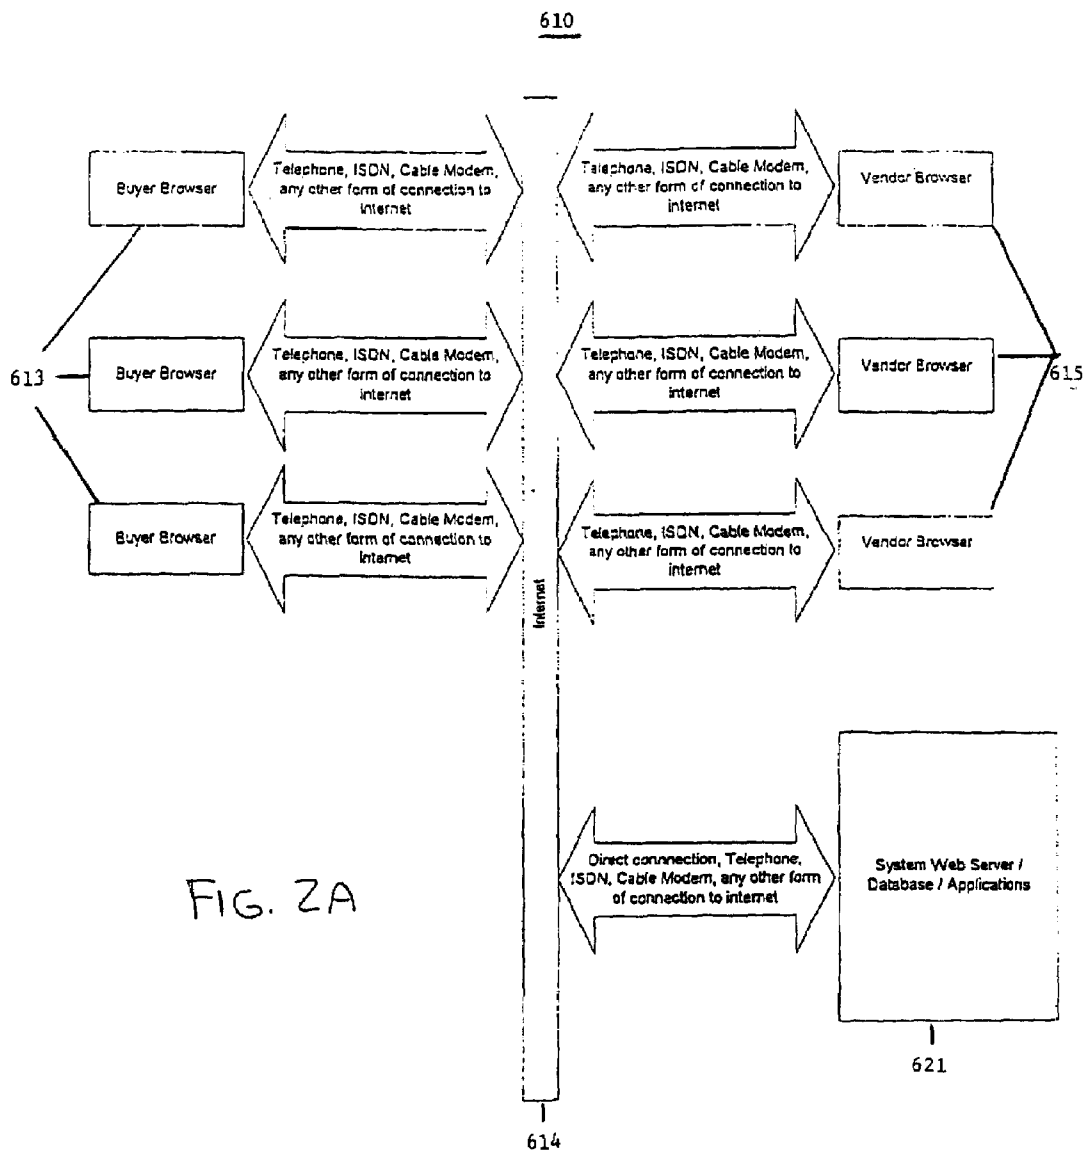 610
Buyer Browser
Telephone, ISDN, Cable Modem,
any other form of connection to
internet
Telephone, ISDN, Cable Modem,
any other form of connection to
internet
Vendor Browser
613
Buyer Browser
Telephone, ISDN, Cable Modem,
any other form of connection to
internet
Telephone, ISDN, Cable Modem,
any other form of connection to
internet
Vendor Browser
615
Buyer Browser
Telephone, ISDN, Cable Modem,
any other form of connection to
internet
Telephone, ISDN, Cable Modem,
any other form of connection to
internet
Vendor Browser
Internet
Direct connnection, Telephone,
ISDN, Cable Modem, any other form
of connection to internet
System Web Server /
Database / Applications
FIG. 2A
621
614